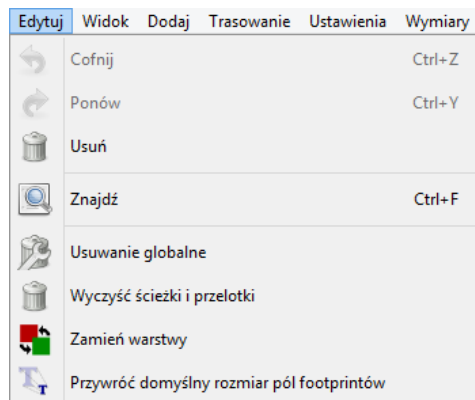 Edytuj Widok Dodaj Trasowanie Ustawienia Wymiary
Cofnij Ctrl+Z
Ponów Ctrl+Y
Usuń
Znajdź Ctrl+F
Usuwanie globalne
Wyczyść ścieżki i przelotki
Zamień warstwy
Przywróć domyślny rozmiar pól footprintów